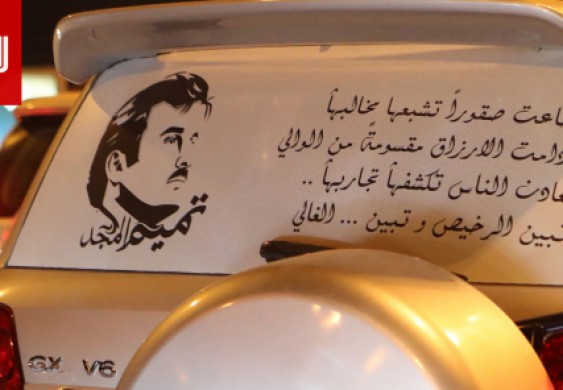 صقوراً تشبعها مخالبها
الارزاق مقسومة من الوالي
الناس تكشفها تجاربها ..
تبين الرخيص و تبين ... الغالي
تميم المجد
GX V6